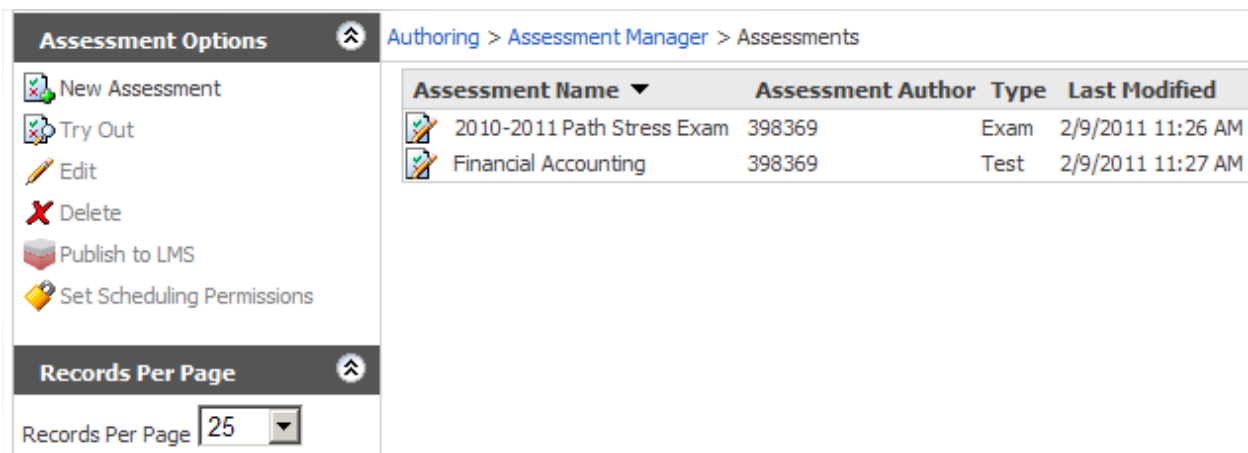 Assessment Options
New Assessment
Try Out
Edit
Delete
Publish to LMS
Set Scheduling Permissions
Records Per Page
Records Per Page 25
Authoring > Assessment Manager > Assessments
Assessment Name Assessment Author Type Last Modified
2010-2011 Path Stress Exam 398369 Exam 2/9/2011 11:26 AM
Financial Accounting 398369 Test 2/9/2011 11:27 AM